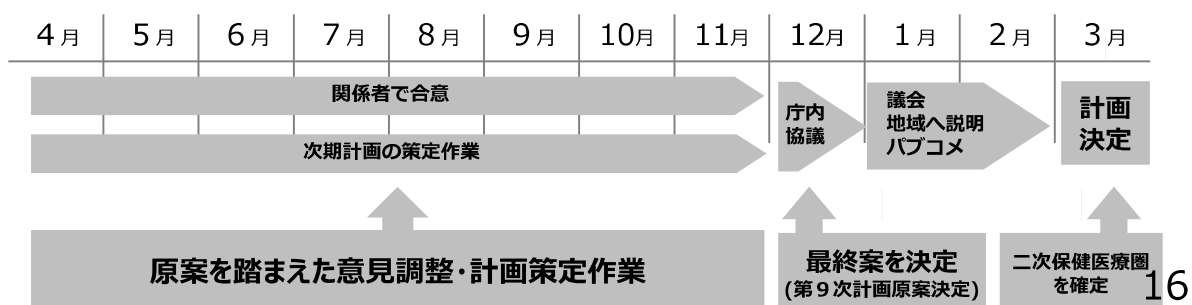 4月 5月 6月 7月 8月 9月 10月 11月 12月 1月 2月 3月
関係者で合意
次期計画の策定作業
庁内
協議
議会
地域へ説明
パブコメ
計画
決定
原案を踏まえた意見調整・計画策定作業
最終案を決定
(第9次計画原案決定)
二次保健医療圏
を確定
16